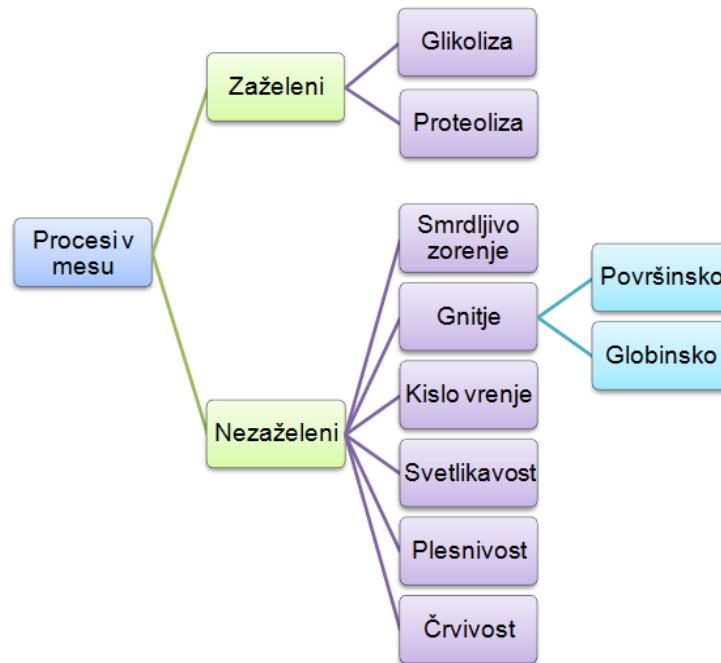 Procesi v
mesu
Zaželeni
Glikoliza
Proteoliza
Nezaželeni
Smrdljivo
zorenje
Gnitje
Površinsko
Globinsko
Kislo vrenje
Svetlikavost
Plesnivost
Črvivost